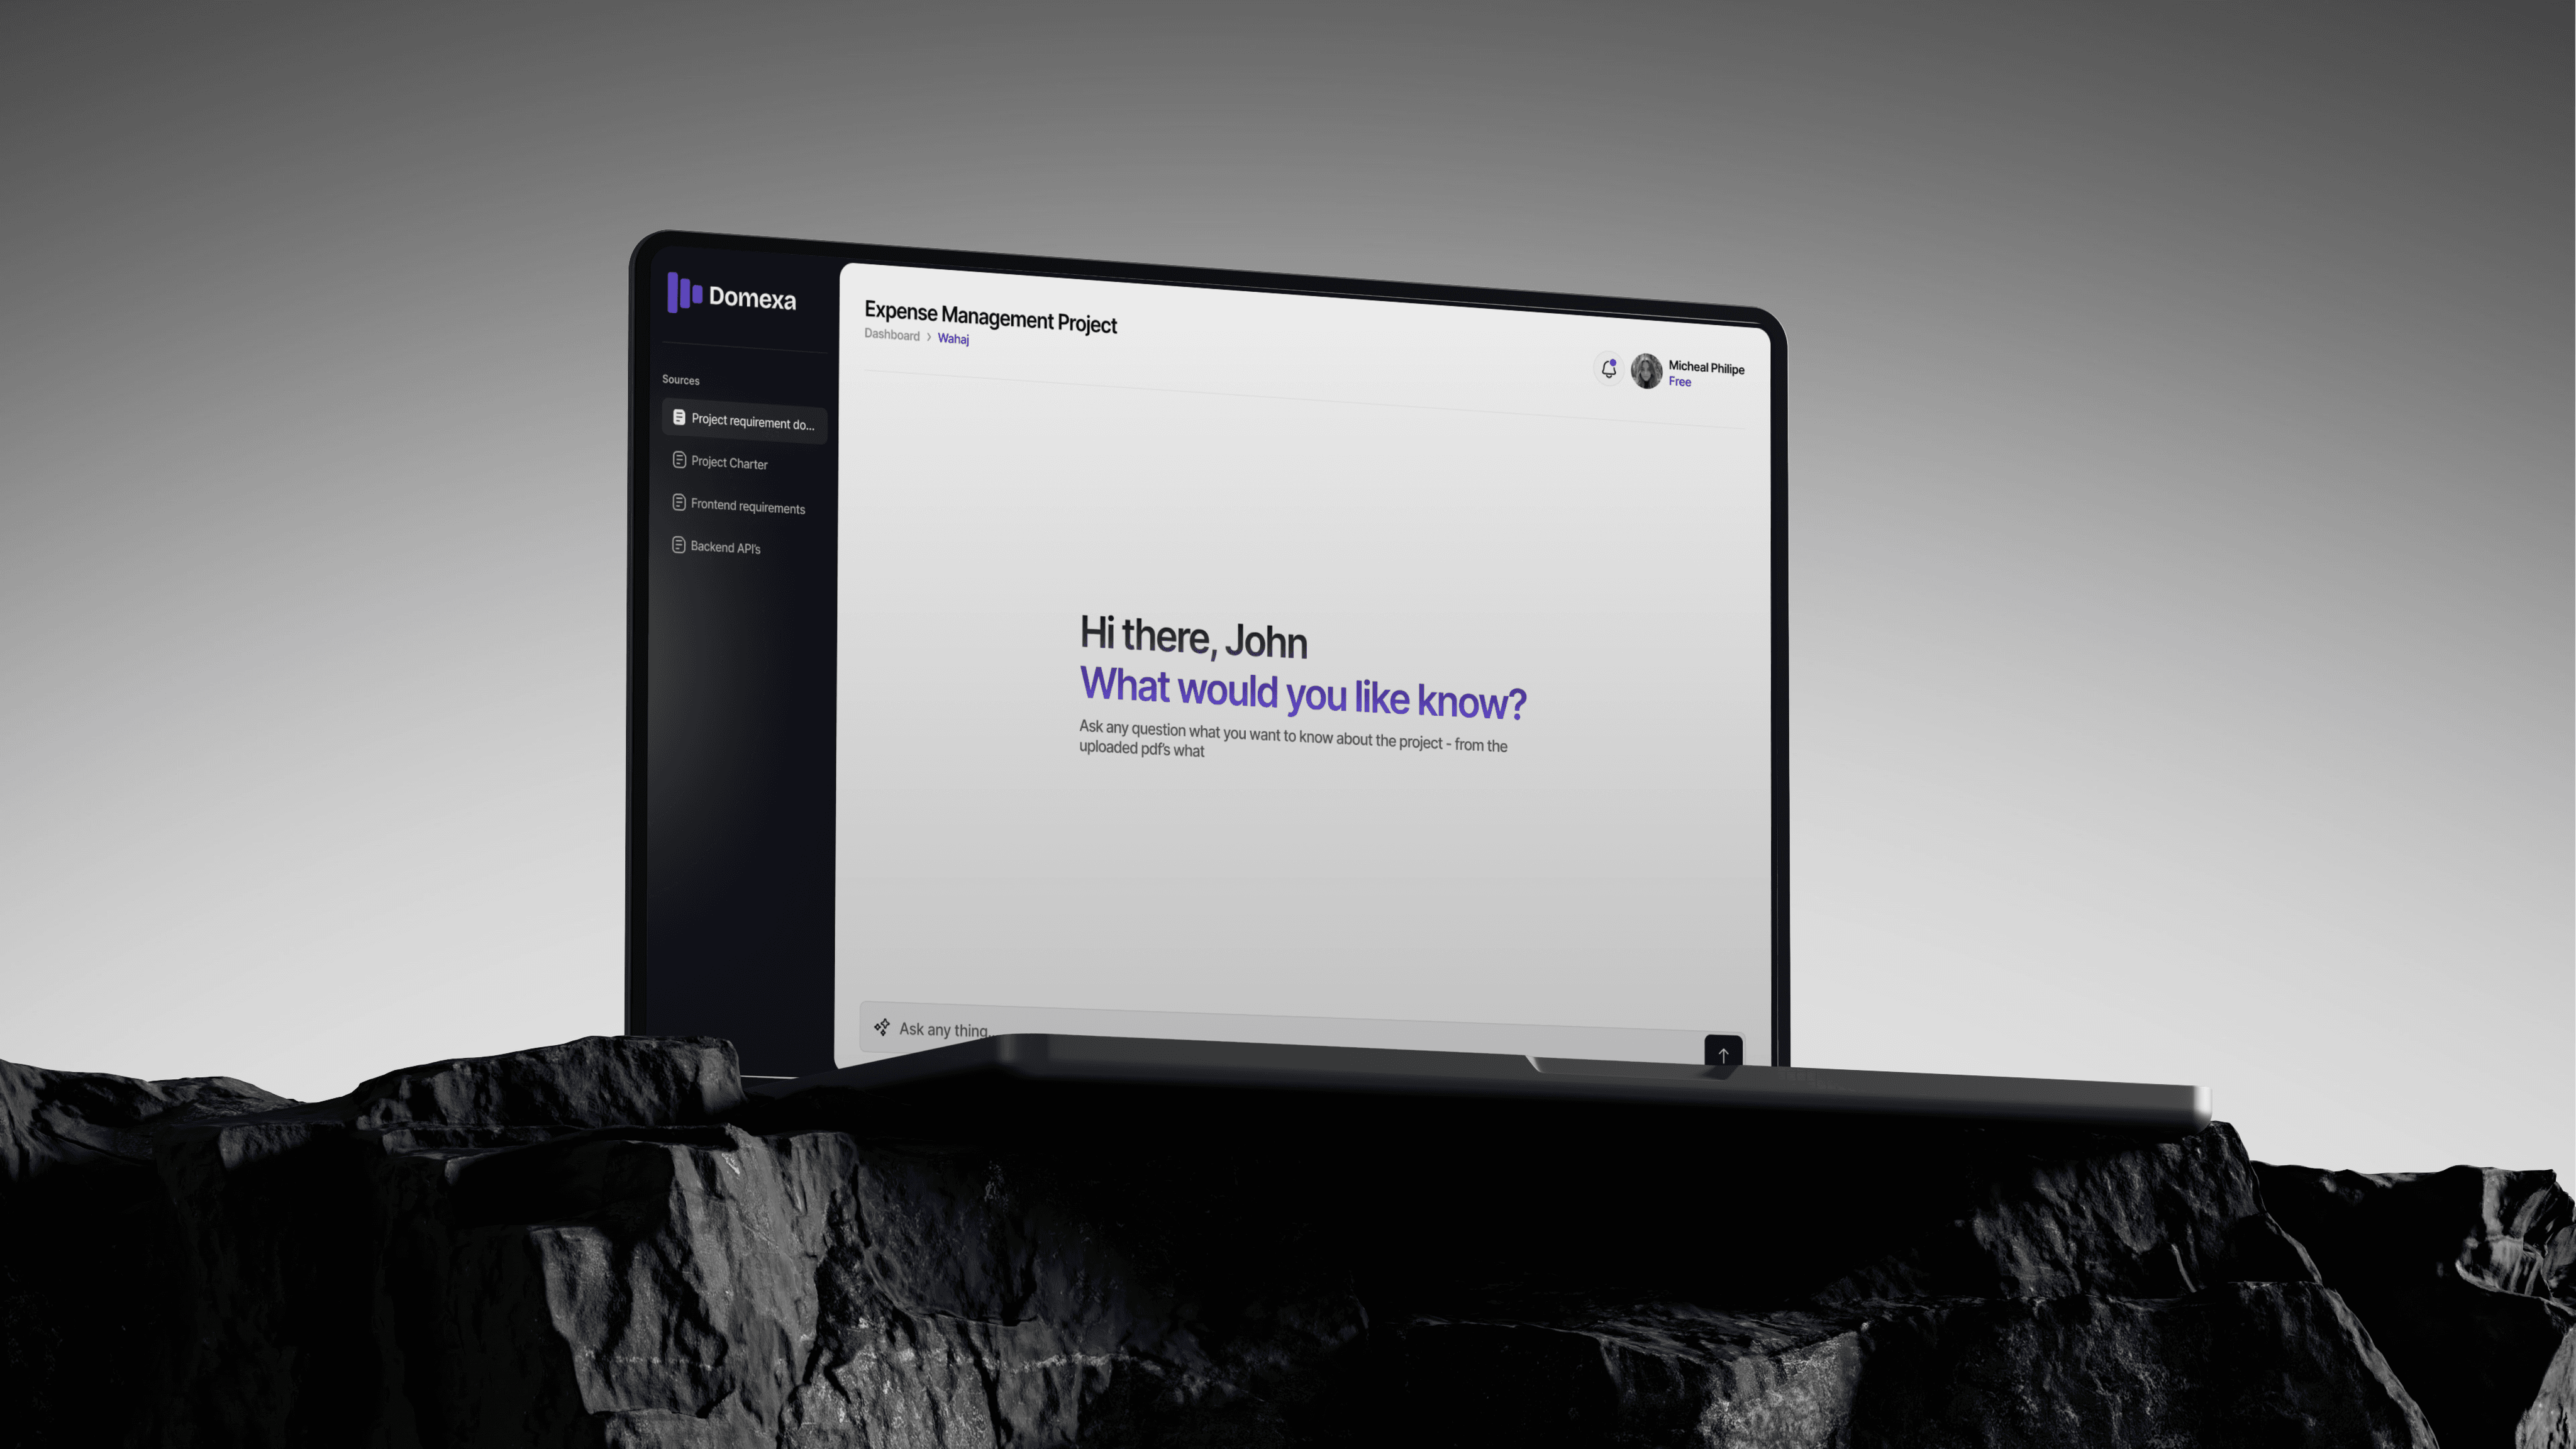 Domexa
Sources
Project requirement do...
Project Charter
Frontend requirements
Backend API's
Expense Management Project
Dashboard > Wahaj
Micheal Philipe
Free
Hi there, John
What would you like know?
Ask any question what you want to know about the project - from the
uploaded pdf's what
Ask any thing...